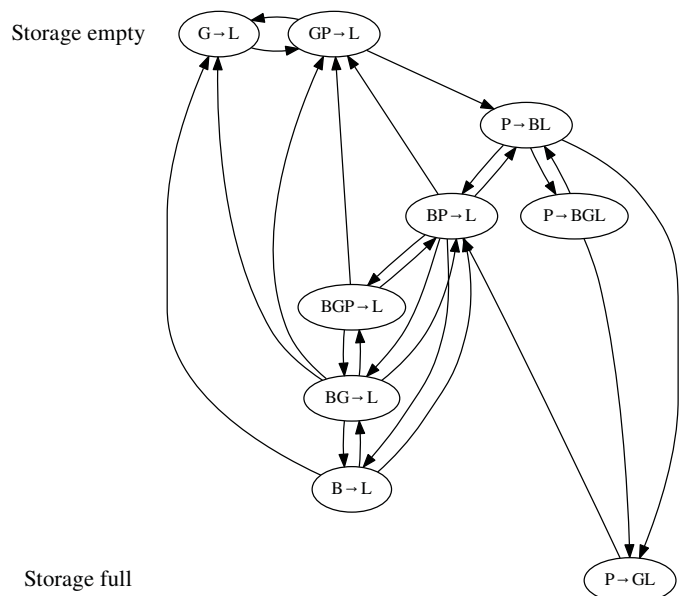 Storage empty
G→L
GP→L
P→BL
BP→L
P→BGL
BGP→L
BG→L
B→L
Storage full
P→GL